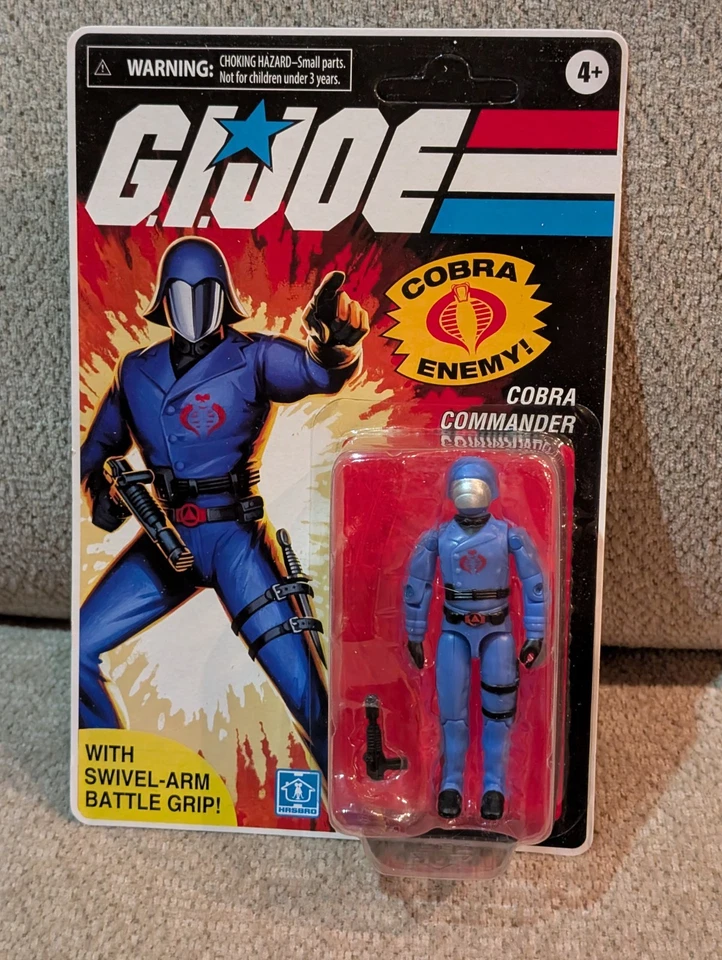 WARNING: CHOKING HAZARD–Small parts.
Not for children under 3 years.
4+
G.I.JOE
COBRA
ENEMY!
COBRA
COMMANDER
WITH
SWIVEL-ARM
BATTLE GRIP!
HASBRO